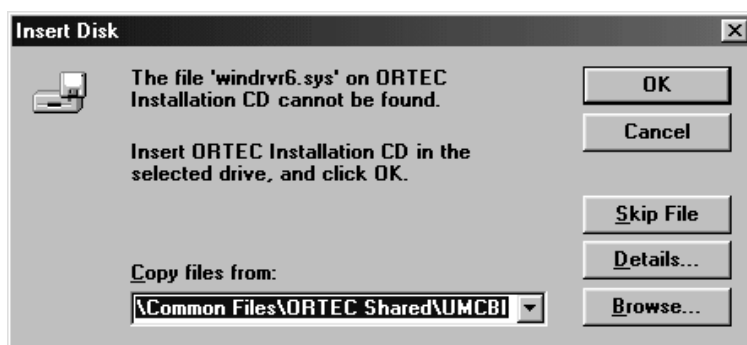 Insert Disk
The file 'windrvr6.sys' on ORTEC
Installation CD cannot be found.
Insert ORTEC Installation CD in the
selected drive, and click OK.
Copy files from:
\Common Files\ORTEC Shared\UMCBI
OK
Cancel
Skip File
Details...
Browse...